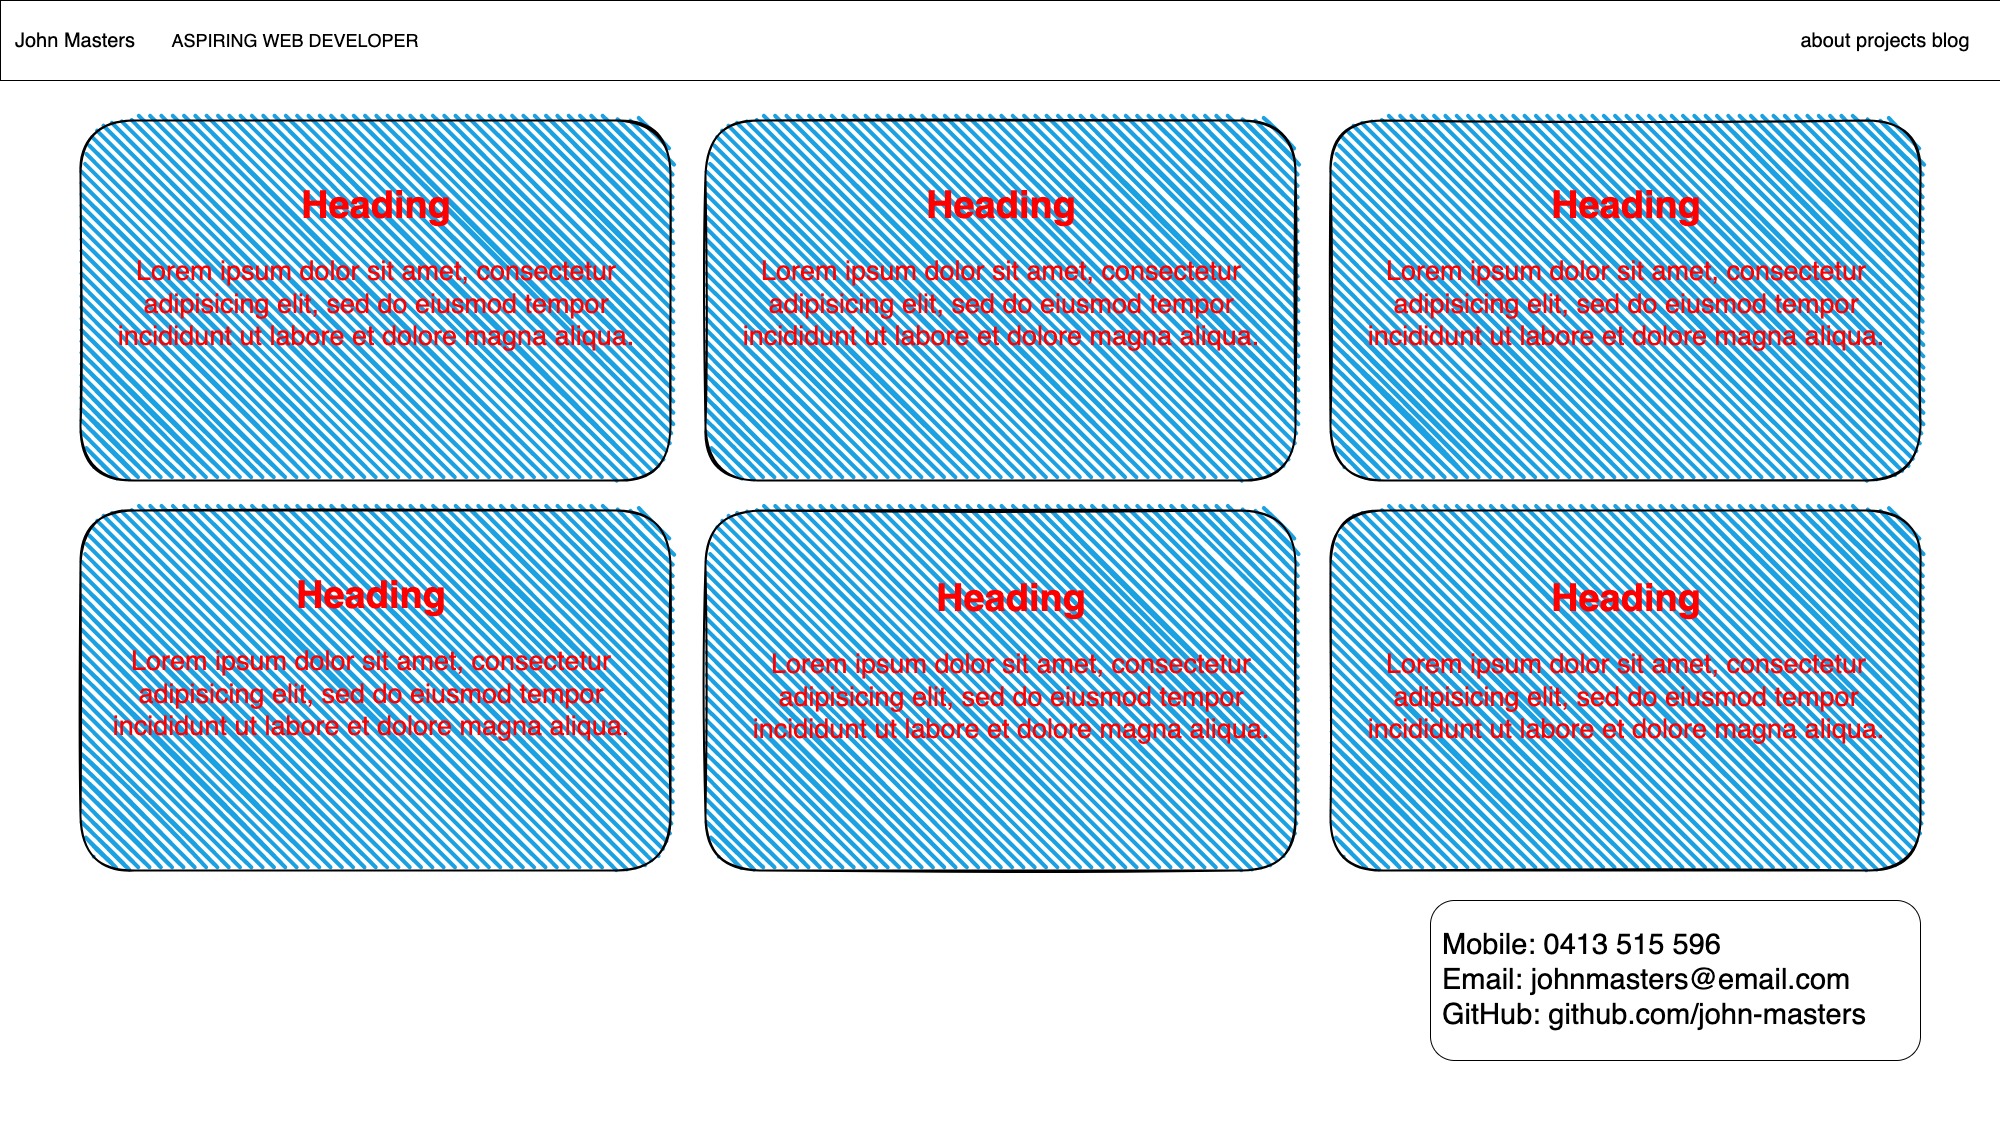 John Masters ASPIRING WEB DEVELOPER about projects blog
Heading
Lorem ipsum dolor sit amet, consectetur
adipisicing elit, sed do eiusmod tempor
incididunt ut labore et dolore magna aliqua.
Heading
Lorem ipsum dolor sit amet, consectetur
adipisicing elit, sed do eiusmod tempor
incididunt ut labore et dolore magna aliqua.
Heading
Lorem ipsum dolor sit amet, consectetur
adipisicing elit, sed do eiusmod tempor
incididunt ut labore et dolore magna aliqua.
Heading
Lorem ipsum dolor sit amet, consectetur
adipisicing elit, sed do eiusmod tempor
incididunt ut labore et dolore magna aliqua.
Heading
Lorem ipsum dolor sit amet, consectetur
adipisicing elit, sed do eiusmod tempor
incididunt ut labore et dolore magna aliqua.
Heading
Lorem ipsum dolor sit amet, consectetur
adipisicing elit, sed do eiusmod tempor
incididunt ut labore et dolore magna aliqua.
Mobile: 0413 515 596
Email: johnmasters@email.com
GitHub: github.com/john-masters